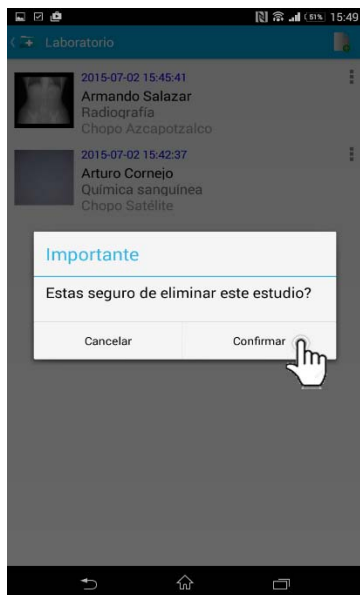 51% 15:49
Laboratorio
2015-07-02 15:45:41
Armando Salazar
Radiografía
Chopo Azcapotzalco
2015-07-02 15:42:37
Arturo Cornejo
Química sanguínea
Chopo Satélite
Importante
Estas seguro de eliminar este estudio?
Cancelar Confirmar